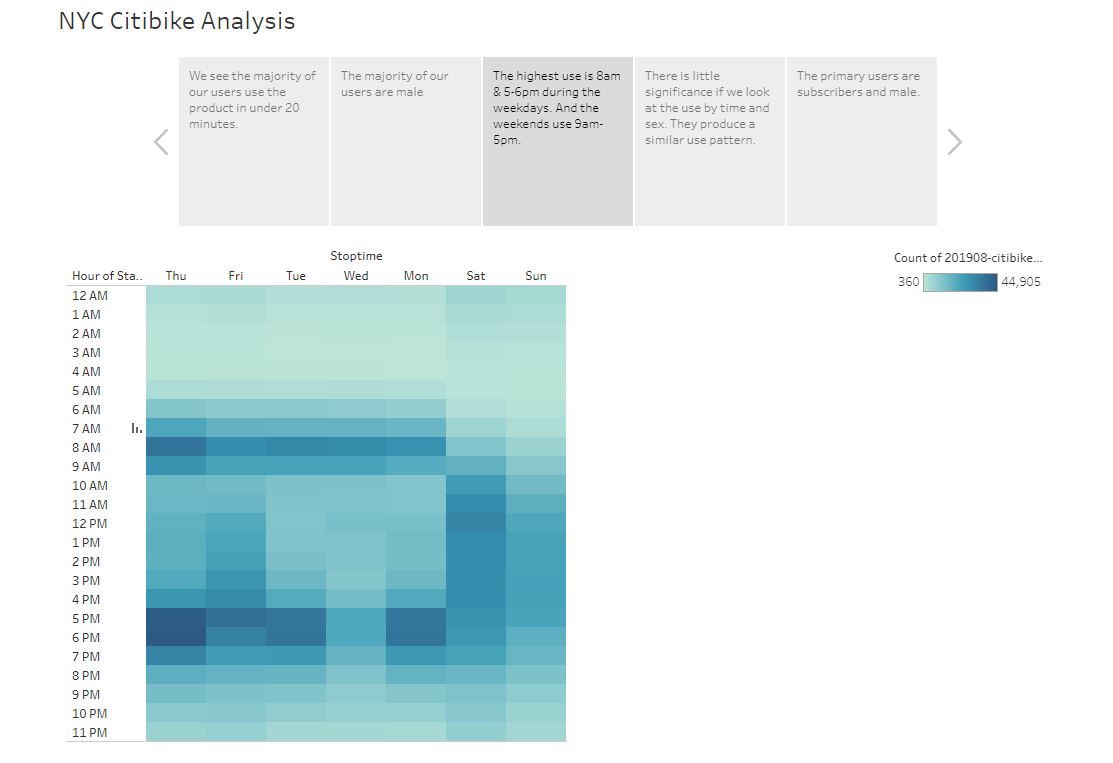 NYC Citibike Analysis
We see the majority of
our users use the
product in under 20
minutes.
The majority of our
users are male
The highest use is 8am
& 5-6pm during the
weekdays. And the
weekends use 9am-
5pm.
There is little
significance if we look
at the use by time and
sex. They produce a
similar use pattern.
The primary users are
subscribers and male.
Stoptime
Hour of Sta.. Thu Fri Tue Wed Mon Sat Sun
12 AM
1 AM
2 AM
3 AM
4 AM
5 AM
6 AM
7 AM
8 AM
9 AM
10 AM
11 AM
12 PM
1 PM
2 PM
3 PM
4 PM
5 PM
6 PM
7 PM
8 PM
9 PM
10 PM
11 PM
Count of 201908-citibike...
360 44,905